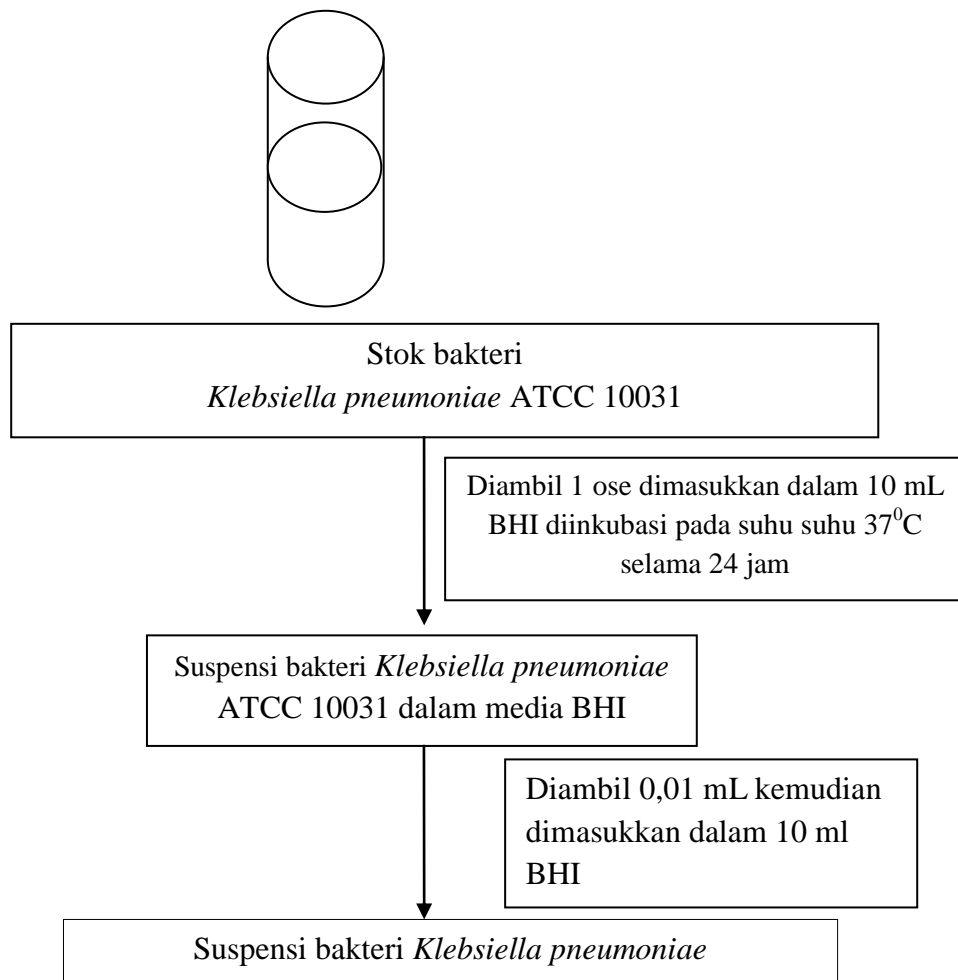 Stok bakteri
Klebsiella pneumoniae ATCC 10031
Diambil 1 ose dimasukkan dalam 10 mL
BHI diinkubasi pada suhu suhu 37⁰C
selama 24 jam
Suspensi bakteri Klebsiella pneumoniae
ATCC 10031 dalam media BHI
Diambil 0,01 mL kemudian
dimasukkan dalam 10 ml
BHI
Suspensi bakteri Klebsiella pneumoniae